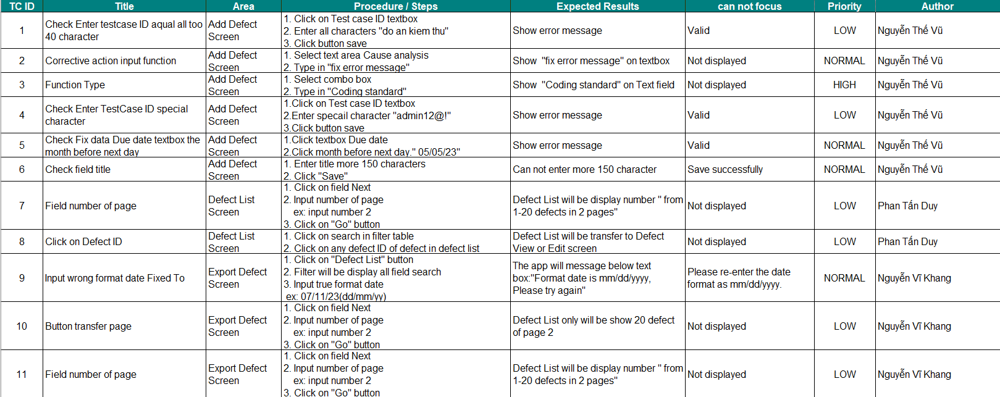 TC ID Title Area Procedure / Steps Expected Results can not focus Priority Author
1
Check Enter testcase ID aqual all too
40 character
Add Defect
Screen
1. Click on Test case ID textbox
2. Enter all characters "do an kiem thu"
3. Click button save
Show error message
Valid
LOW
Nguyễn Thế Vũ
2
Corrective action input function
Add Defect
Screen
1. Select text area Cause analysis
2. Type in "fix error message"
Show  "fix error message" on textbox
Not displayed
NORMAL
Nguyễn Thế Vũ
3
Function Type
Add Defect
Screen
1. Select combo box
2. Type in "Coding standard"
Show  "Coding standard" on Text field
Not displayed
HIGH
Nguyễn Thế Vũ
4
Check Enter TestCase ID special
character
Add Defect
Screen
1.Click on Test case ID textbox
2.Enter specail character "admin12@!"
3.Click button save
Show error message
Valid
LOW
Nguyễn Thế Vũ
5
Check Fix data Due date textbox the
month before next day
Add Defect
Screen
1.Click textbox Due date
2.Click month before next day." 05/05/23"
Show error message
Valid
NORMAL
Nguyễn Thế Vũ
6
Check field title
Add Defect
Screen
1. Enter title more 150 characters
2. Click "Save"
Can not enter more 150 character
Save successfully
NORMAL
Nguyễn Thế Vũ
7
Field number of page
Defect List
Screen
1. Click on field Next
2. Input number of page
ex: input number 2
3. Click on "Go" button
Defect List will be display number " from
1-20 defects in 2 pages"
Not displayed
LOW
Phan Tấn Duy
8
Click on Defect ID
Defect List
Screen
1. Click on search in filter table
2. Click on any defect ID of defect in defect list
Defect List will be transfer to Defect
View or Edit screen
Not displayed
LOW
Phan Tấn Duy
9
Input wrong format date Fixed To
Export Defect
Screen
1. Click on "Defect List" button
2. Filter will be display all field search
3. Input true format date
ex: 07/11/23(dd/mm/yy)
The app will message below text
box:"Format date is mm/dd/yyyy,
Please try again"
Please re-enter the date
format as mm/dd/yyyy.
NORMAL
Nguyễn Vĩ Khang
10
Button transfer page
Export Defect
Screen
1. Click on field Next
2. Input number of page
ex: input number 2
3. Click on "Go" button
Defect List only will be show 20 defect
of page 2
Not displayed
LOW
Nguyễn Vĩ Khang
11
Field number of page
Export Defect
Screen
1. Click on field Next
2. Input number of page
ex: input number 2
3. Click on "Go" button
Defect List will be display number " from
1-20 defects in 2 pages"
Not displayed
LOW
Nguyễn Vĩ Khang